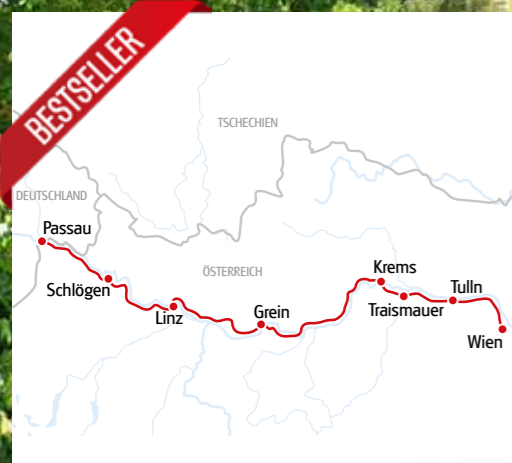 BESTSELLER
TSCHECHIEN
DEUTSCHLAND
Passau
ÖSTERREICH
Krems
Schlögen
Tulln
Linz
Grein
Traismauer
Wien